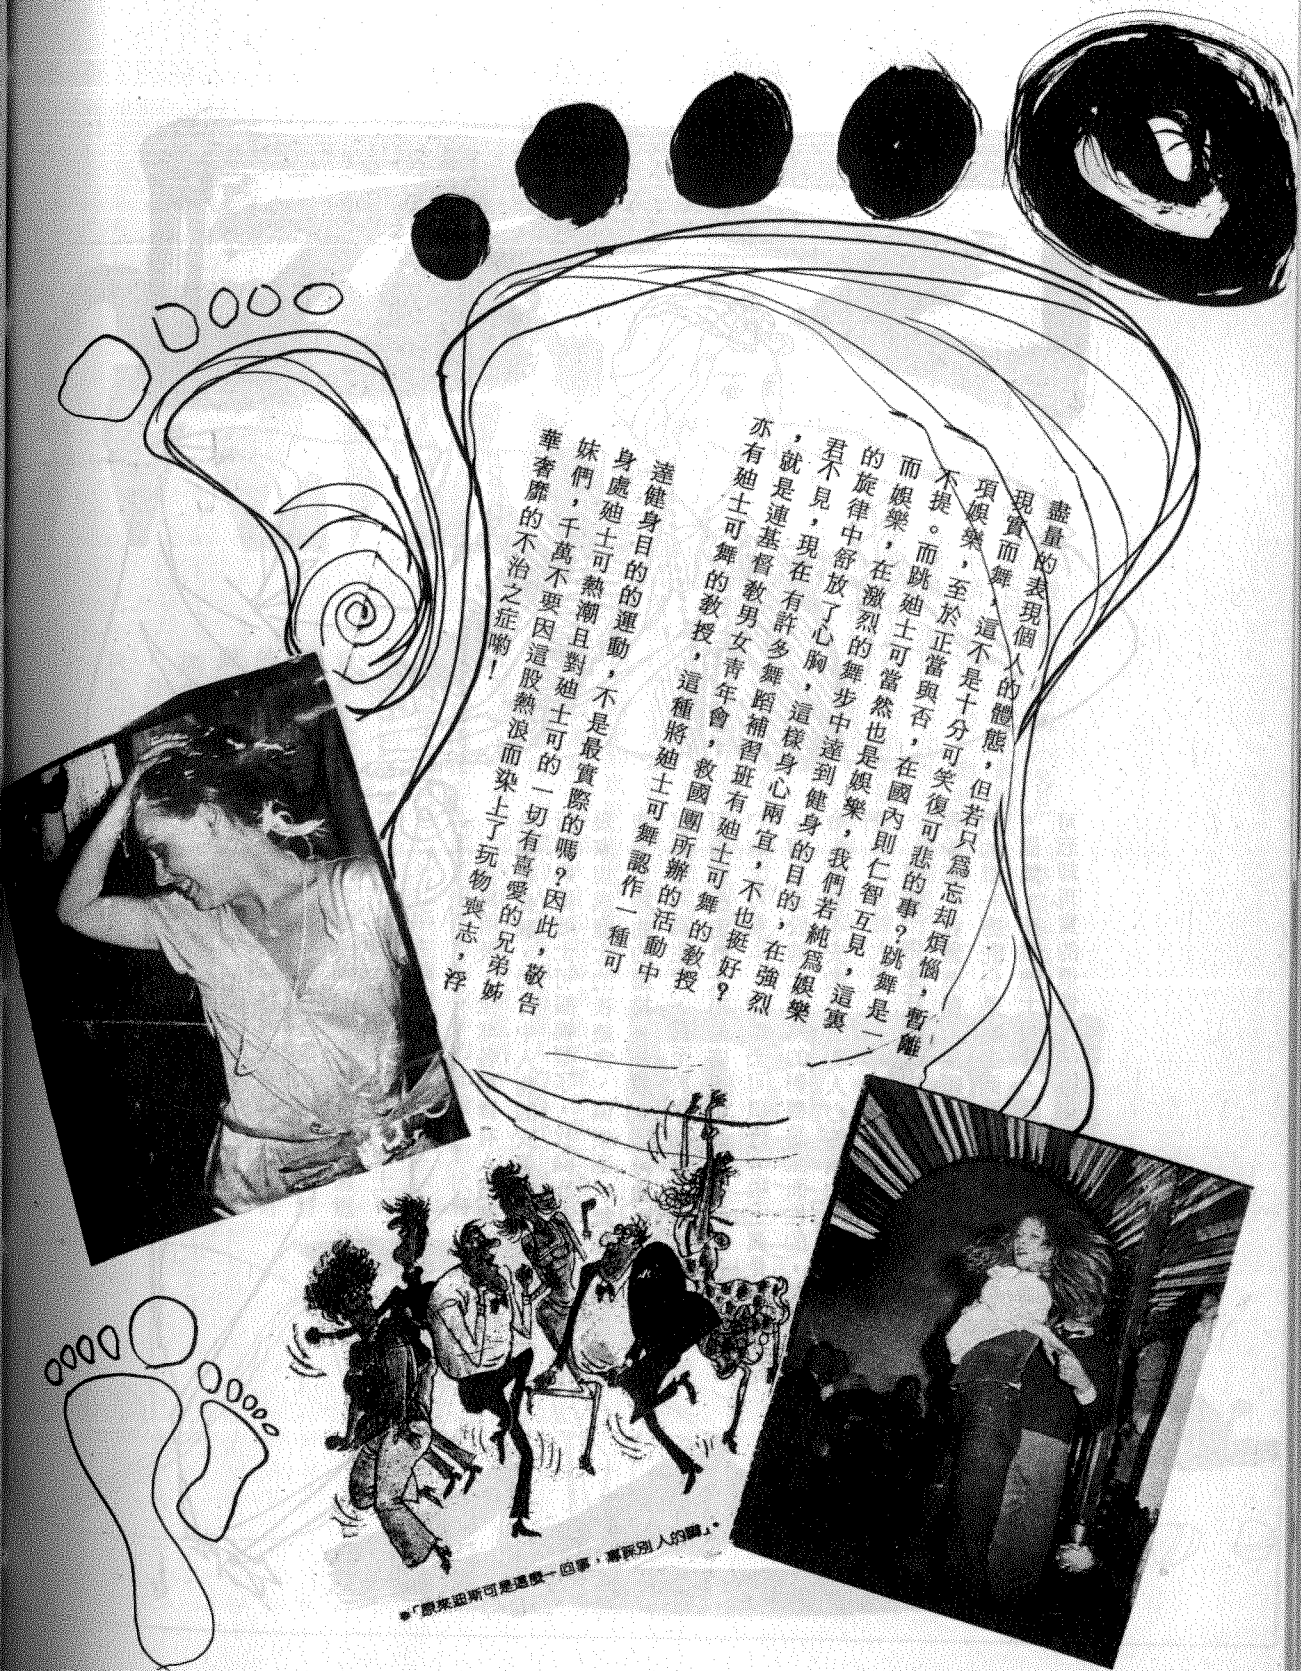 盡量的表現個人的體態，但若只爲忘却煩惱，暫離
現實而舞，這不是十分可笑復可悲的事？跳舞是一
項娛樂，至於正當與否，在國內則仁智互見，這裏
不提。而跳廸士可當然也是娛樂，我們若純爲娛樂
而娛樂，在激烈的舞步中達到健身的目的，在強烈
的旋律中舒放了心胸，這樣身心兩宜，不也挺好？
君不見，現在有許多舞蹈補習班有廸士可舞的教授
，就是連基督教男女靑年會，救國團所辦的活動中
亦有廸士可舞的教授，這種將廸士可舞認作一種可
達健身目的的運動，不是最實際的嗎？因此，敬告
身處廸士可熱潮且對廸士可的一切有喜愛的兄弟姊
妹們，千萬不要因這股熱浪而染上了玩物喪志，浮
華奢靡的不治之症喲！
＊「原來迪斯可是這麼一回事，專踩別人的腳」＊